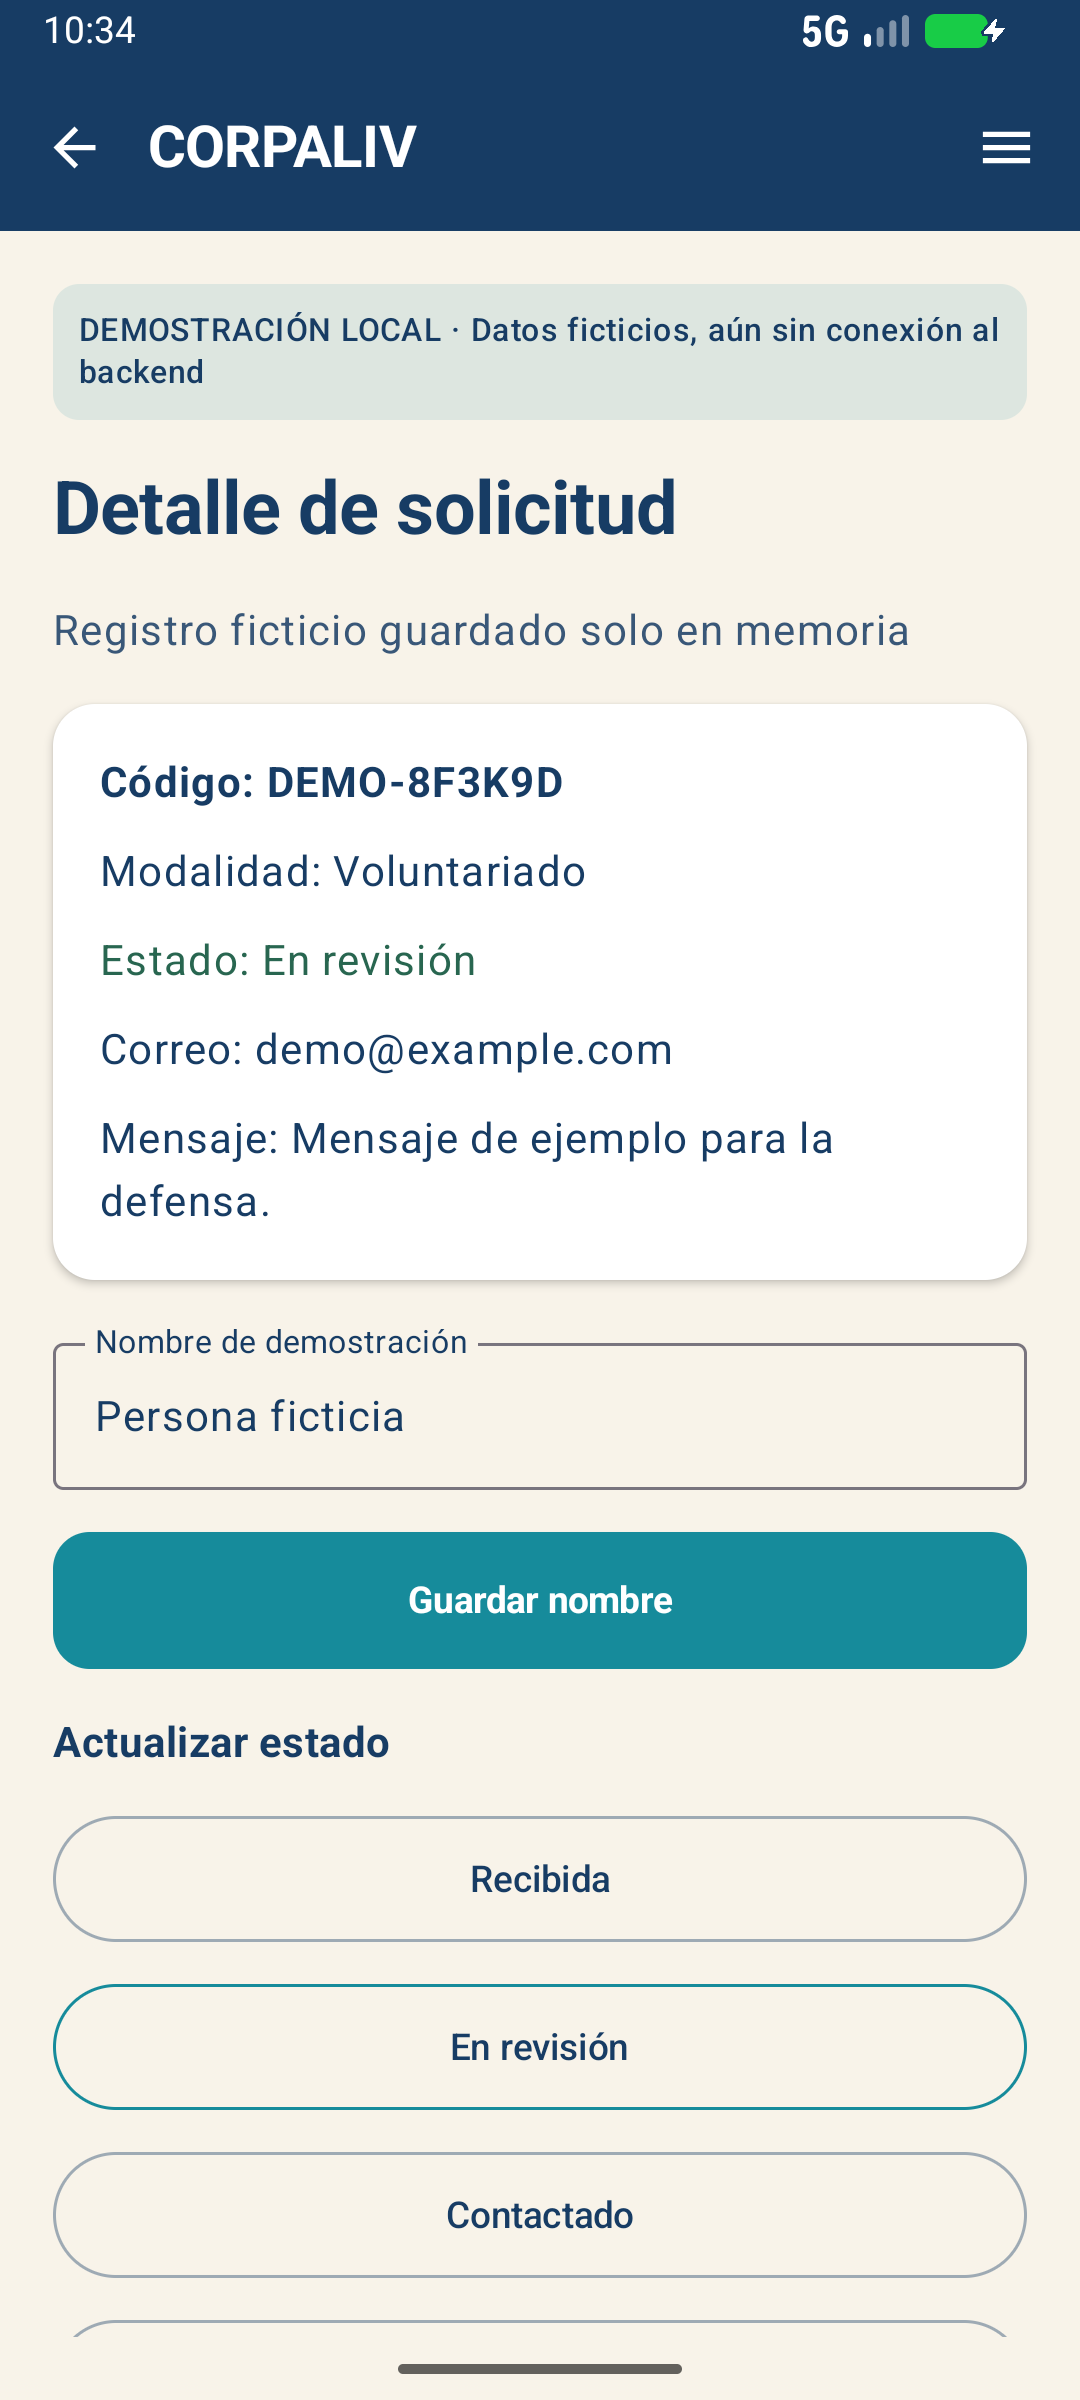 10:34
5G
CORPALIV
DEMOSTRACIÓN LOCAL · Datos ficticios, aún sin conexión al
backend
Detalle de solicitud
Registro ficticio guardado solo en memoria
Código: DEMO-8F3K9D
Modalidad: Voluntariado
Estado: En revisión
Correo: demo@example.com
Mensaje: Mensaje de ejemplo para la
defensa.
Nombre de demostración
Persona ficticia
Guardar nombre
Actualizar estado
Recibida
En revisión
Contactado